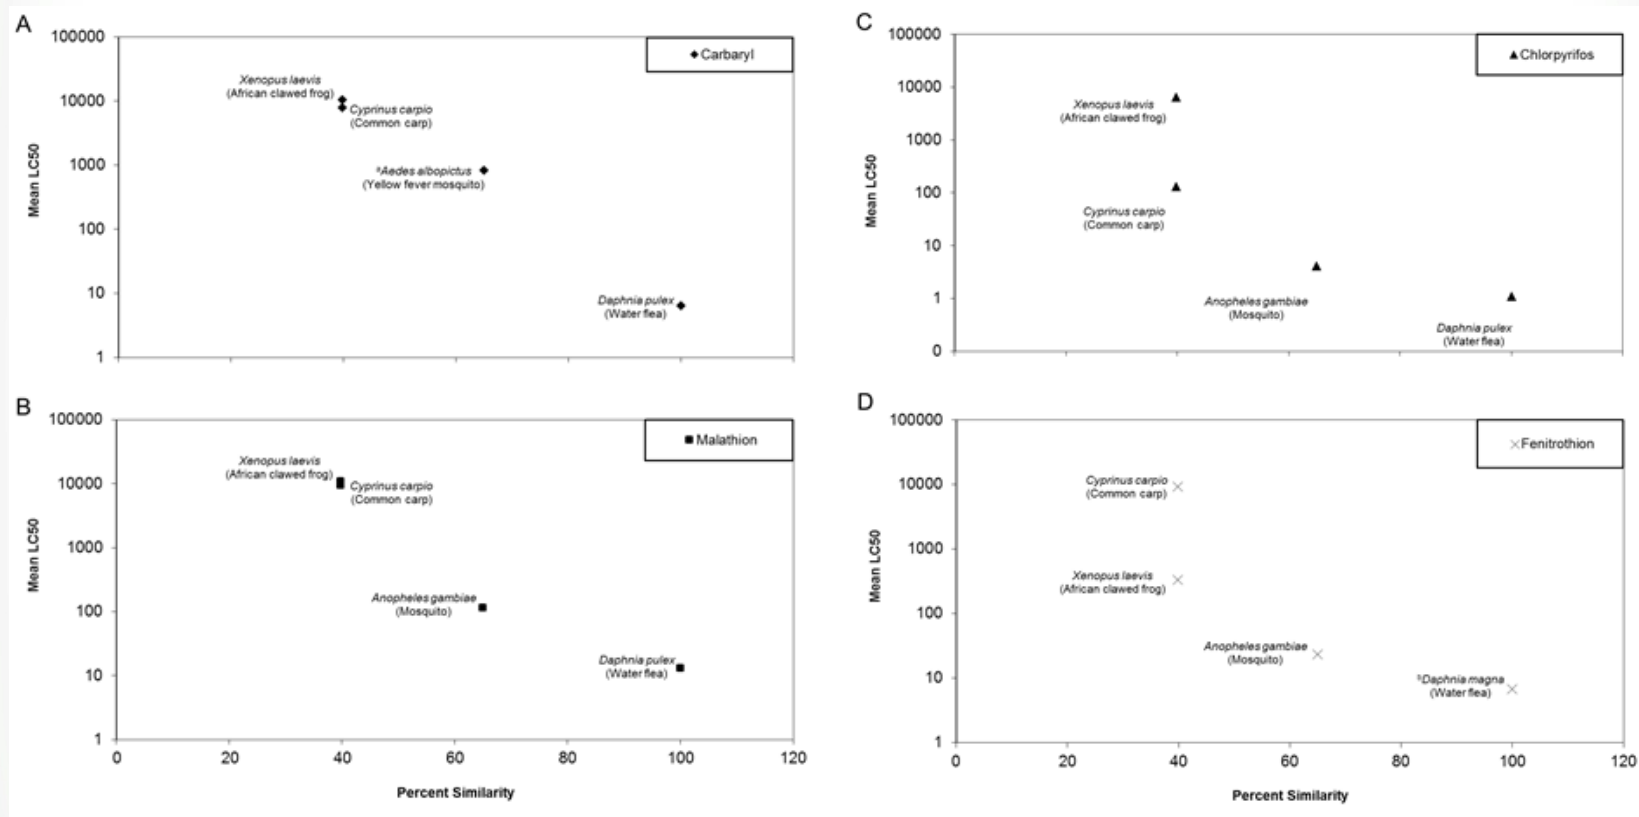 A
100000
10000
1000
100
10
1
Mean LC50
Carbaryl
Xenopus laevis
(African clawed frog)
Cyprinus carpio
(Common carp)
ᵃAedes albopictus
(Yellow fever mosquito)
Daphnia pulex
(Water flea)
B
100000
10000
1000
100
10
1
Mean LC50
Malathion
Xenopus laevis
(African clawed frog)
Cyprinus carpio
(Common carp)
Anopheles gambiae
(Mosquito)
Daphnia pulex
(Water flea)
0 20 40 60 80 100 120
Percent Similarity
C
100000
10000
1000
100
10
1
0
Mean LC50
Chlorpyrifos
Xenopus laevis
(African clawed frog)
Cyprinus carpio
(Common carp)
Anopheles gambiae
(Mosquito)
Daphnia pulex
(Water flea)
D
100000
10000
1000
100
10
1
Mean LC50
Fenitrothion
Cyprinus carpio
(Common carp)
Xenopus laevis
(African clawed frog)
Anopheles gambiae
(Mosquito)
ᵇDaphnia magna
(Water flea)
0 20 40 60 80 100 120
Percent Similarity